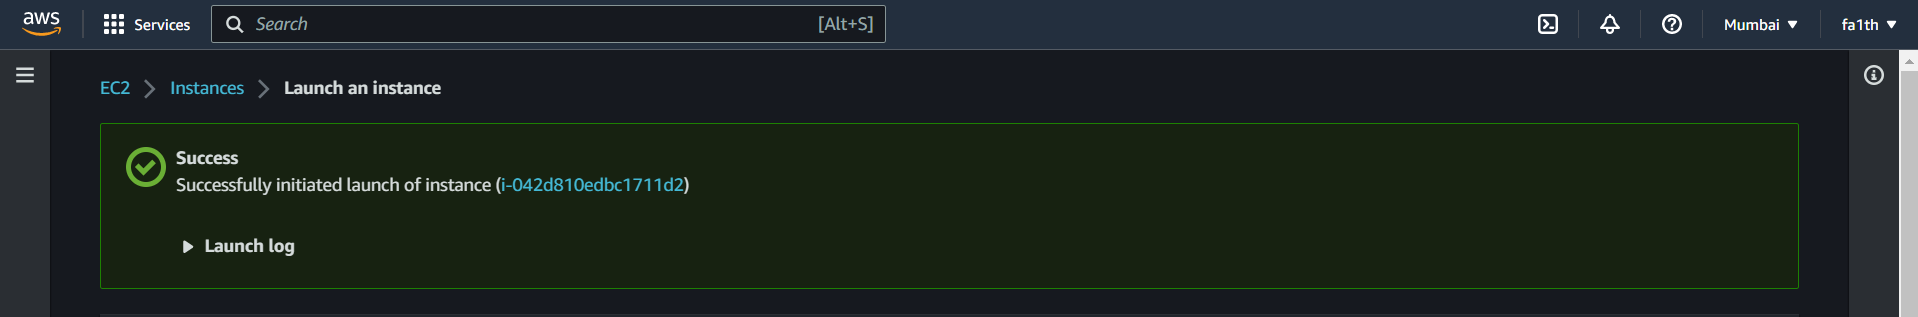 aws Services Search [Alt+S] Mumbai fa1th
EC2 Instances Launch an instance
Success
Successfully initiated launch of instance (i-042d810edbc1711d2)
Launch log